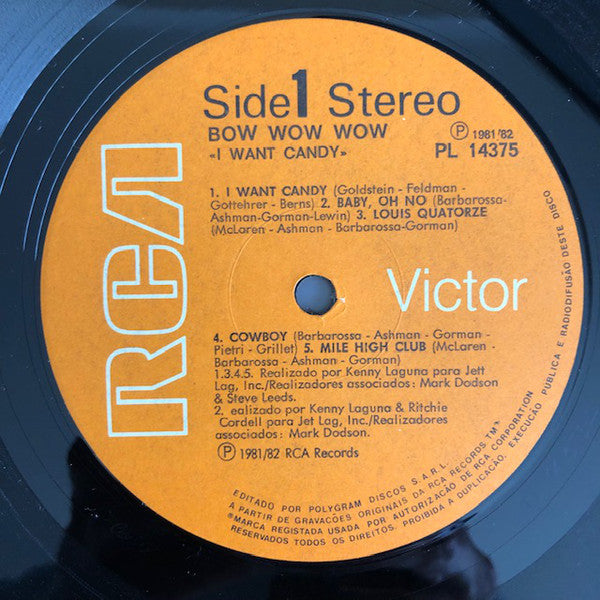 RCA
Side 1 Stereo
BOW WOW WOW
«I WANT CANDY»
Ⓟ 1981/82
PL 14375
1. I WANT CANDY (Goldstein - Feldman -
Gottehrer - Berns) 2. BABY, OH NO (Barbarossa-
Ashman-Gorman-Lewin) 3. LOUIS QUATORZE
(McLaren - Ashman - Barbarossa-Gorman)
Victor
4. COWBOY (Barbarossa - Ashman - Gorman -
Pietri - Grillet) 5. MILE HIGH CLUB (McLaren -
Barbarossa - Ashman - Gorman)
1.3.4.5. Realizado por Kenny Laguna para Jett
Lag, Inc./Realizadores associados: Mark Dodson
& Steve Leeds.
2. ealizado por Kenny Laguna & Ritchie
Cordell para Jet Lag, Inc./Realizadores
associados: Mark Dodson.
Ⓟ 1981/82 RCA Records
EDITADO POR POLYGRAM DISCOS S.A.R.L.
A PARTIR DE GRAVACÕES ORIGINAIS DA RCA RECORDS.TM*
®MARCA REGISTADA USADA POR AUTORIZAÇÃO DE RCA CORPORATION
RESERVADOS TODOS OS DIREITOS. PROIBIDA A DUPLICAÇÃO, EXECUCÃO PÚBLICA E RADIODIFUSÃO DESTE DISCO